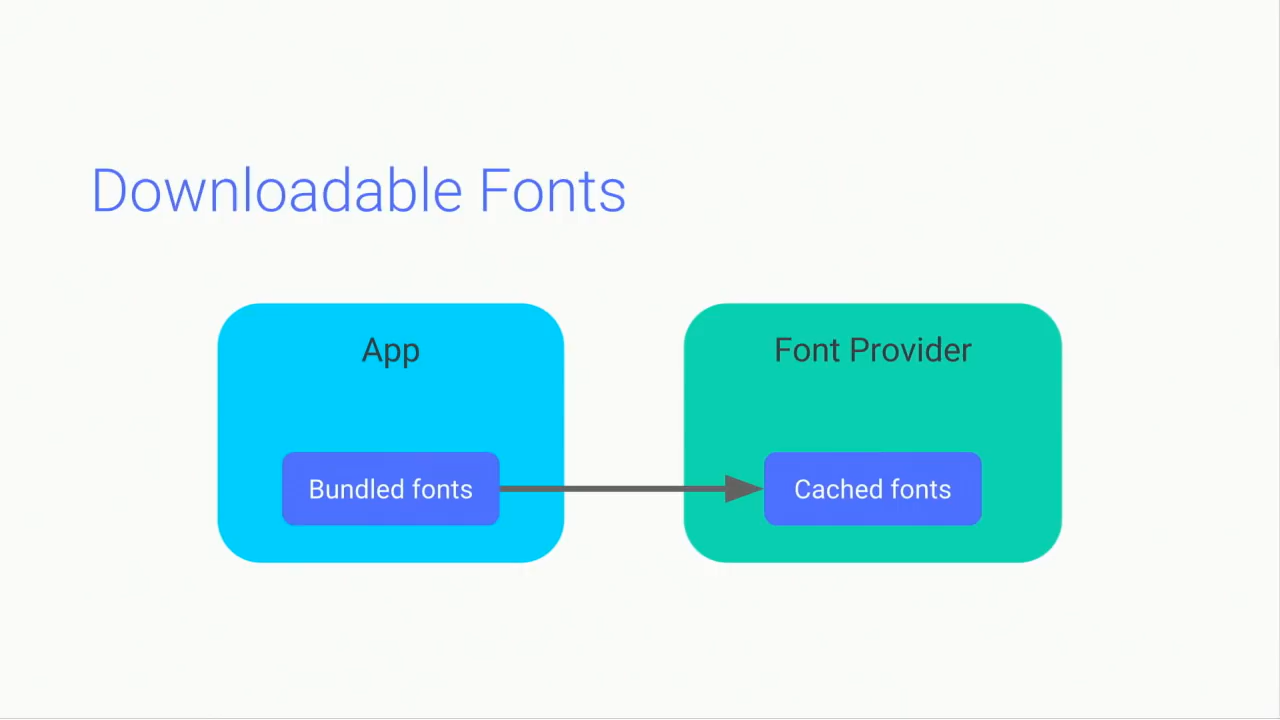 Downloadable Fonts
App
Font Provider
Bundled fonts
Cached fonts